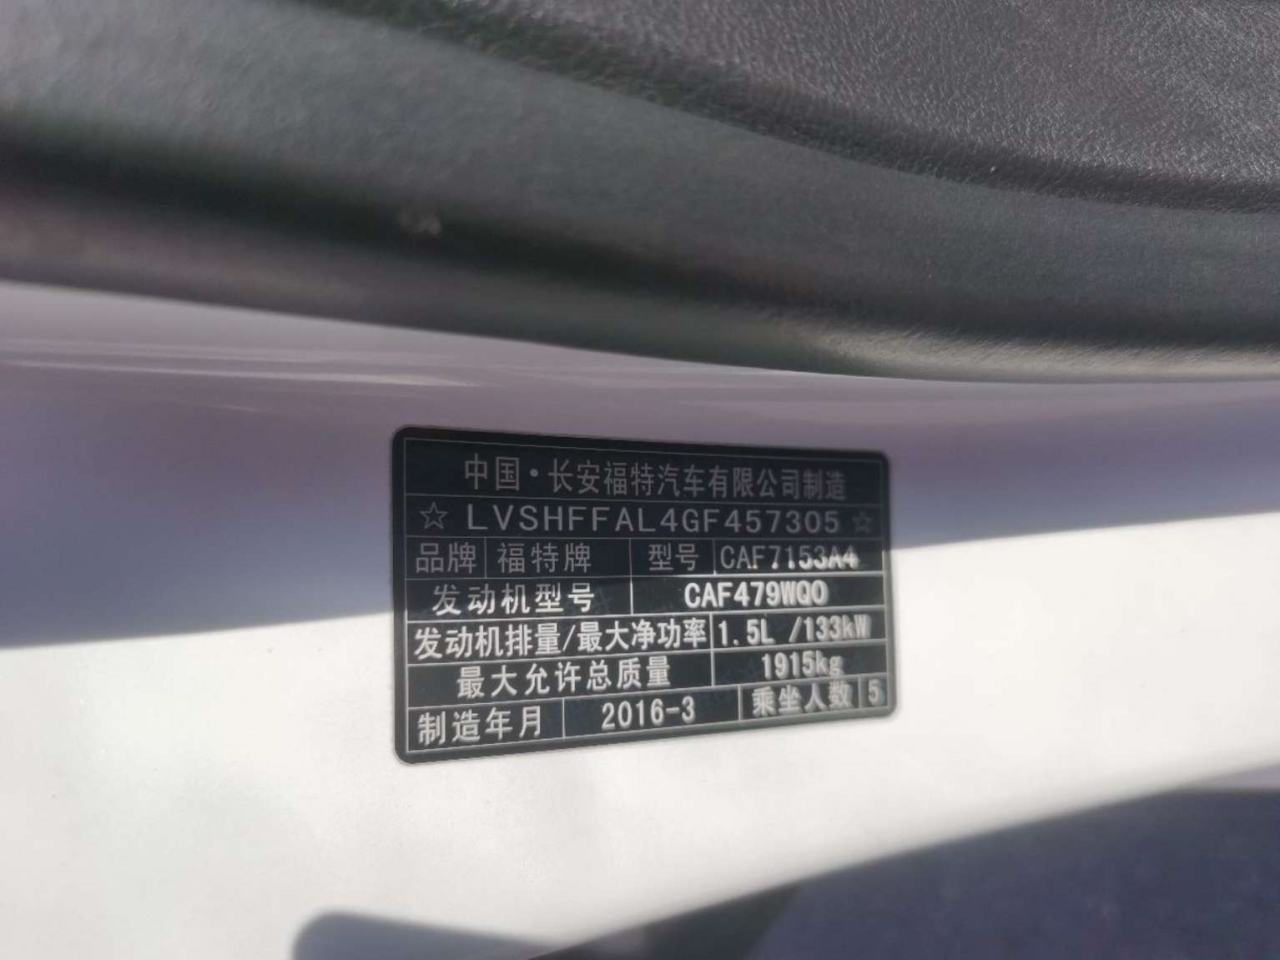 中国·长安福特汽车有限公司制造
☆ LVSHFFAL4GF457305 ☆
品牌 福特牌 型号 CAF7153A4
发动机型号 CAF479WQ0
发动机排量/最大净功率 1.5L /133kW
最大允许总质量 1915kg
制造年月 2016-3 乘坐人数 5